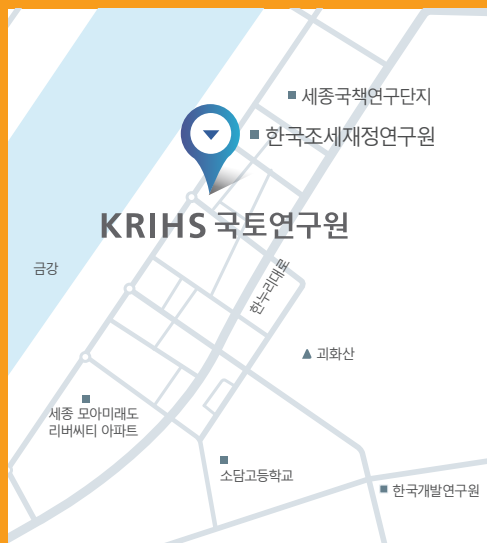 세종국책연구단지
한국조세재정연구원
KRIHS 국토연구원
금강
한누리대로
괴화산
세종 모아미래도
리버씨티 아파트
소담고등학교
한국개발연구원